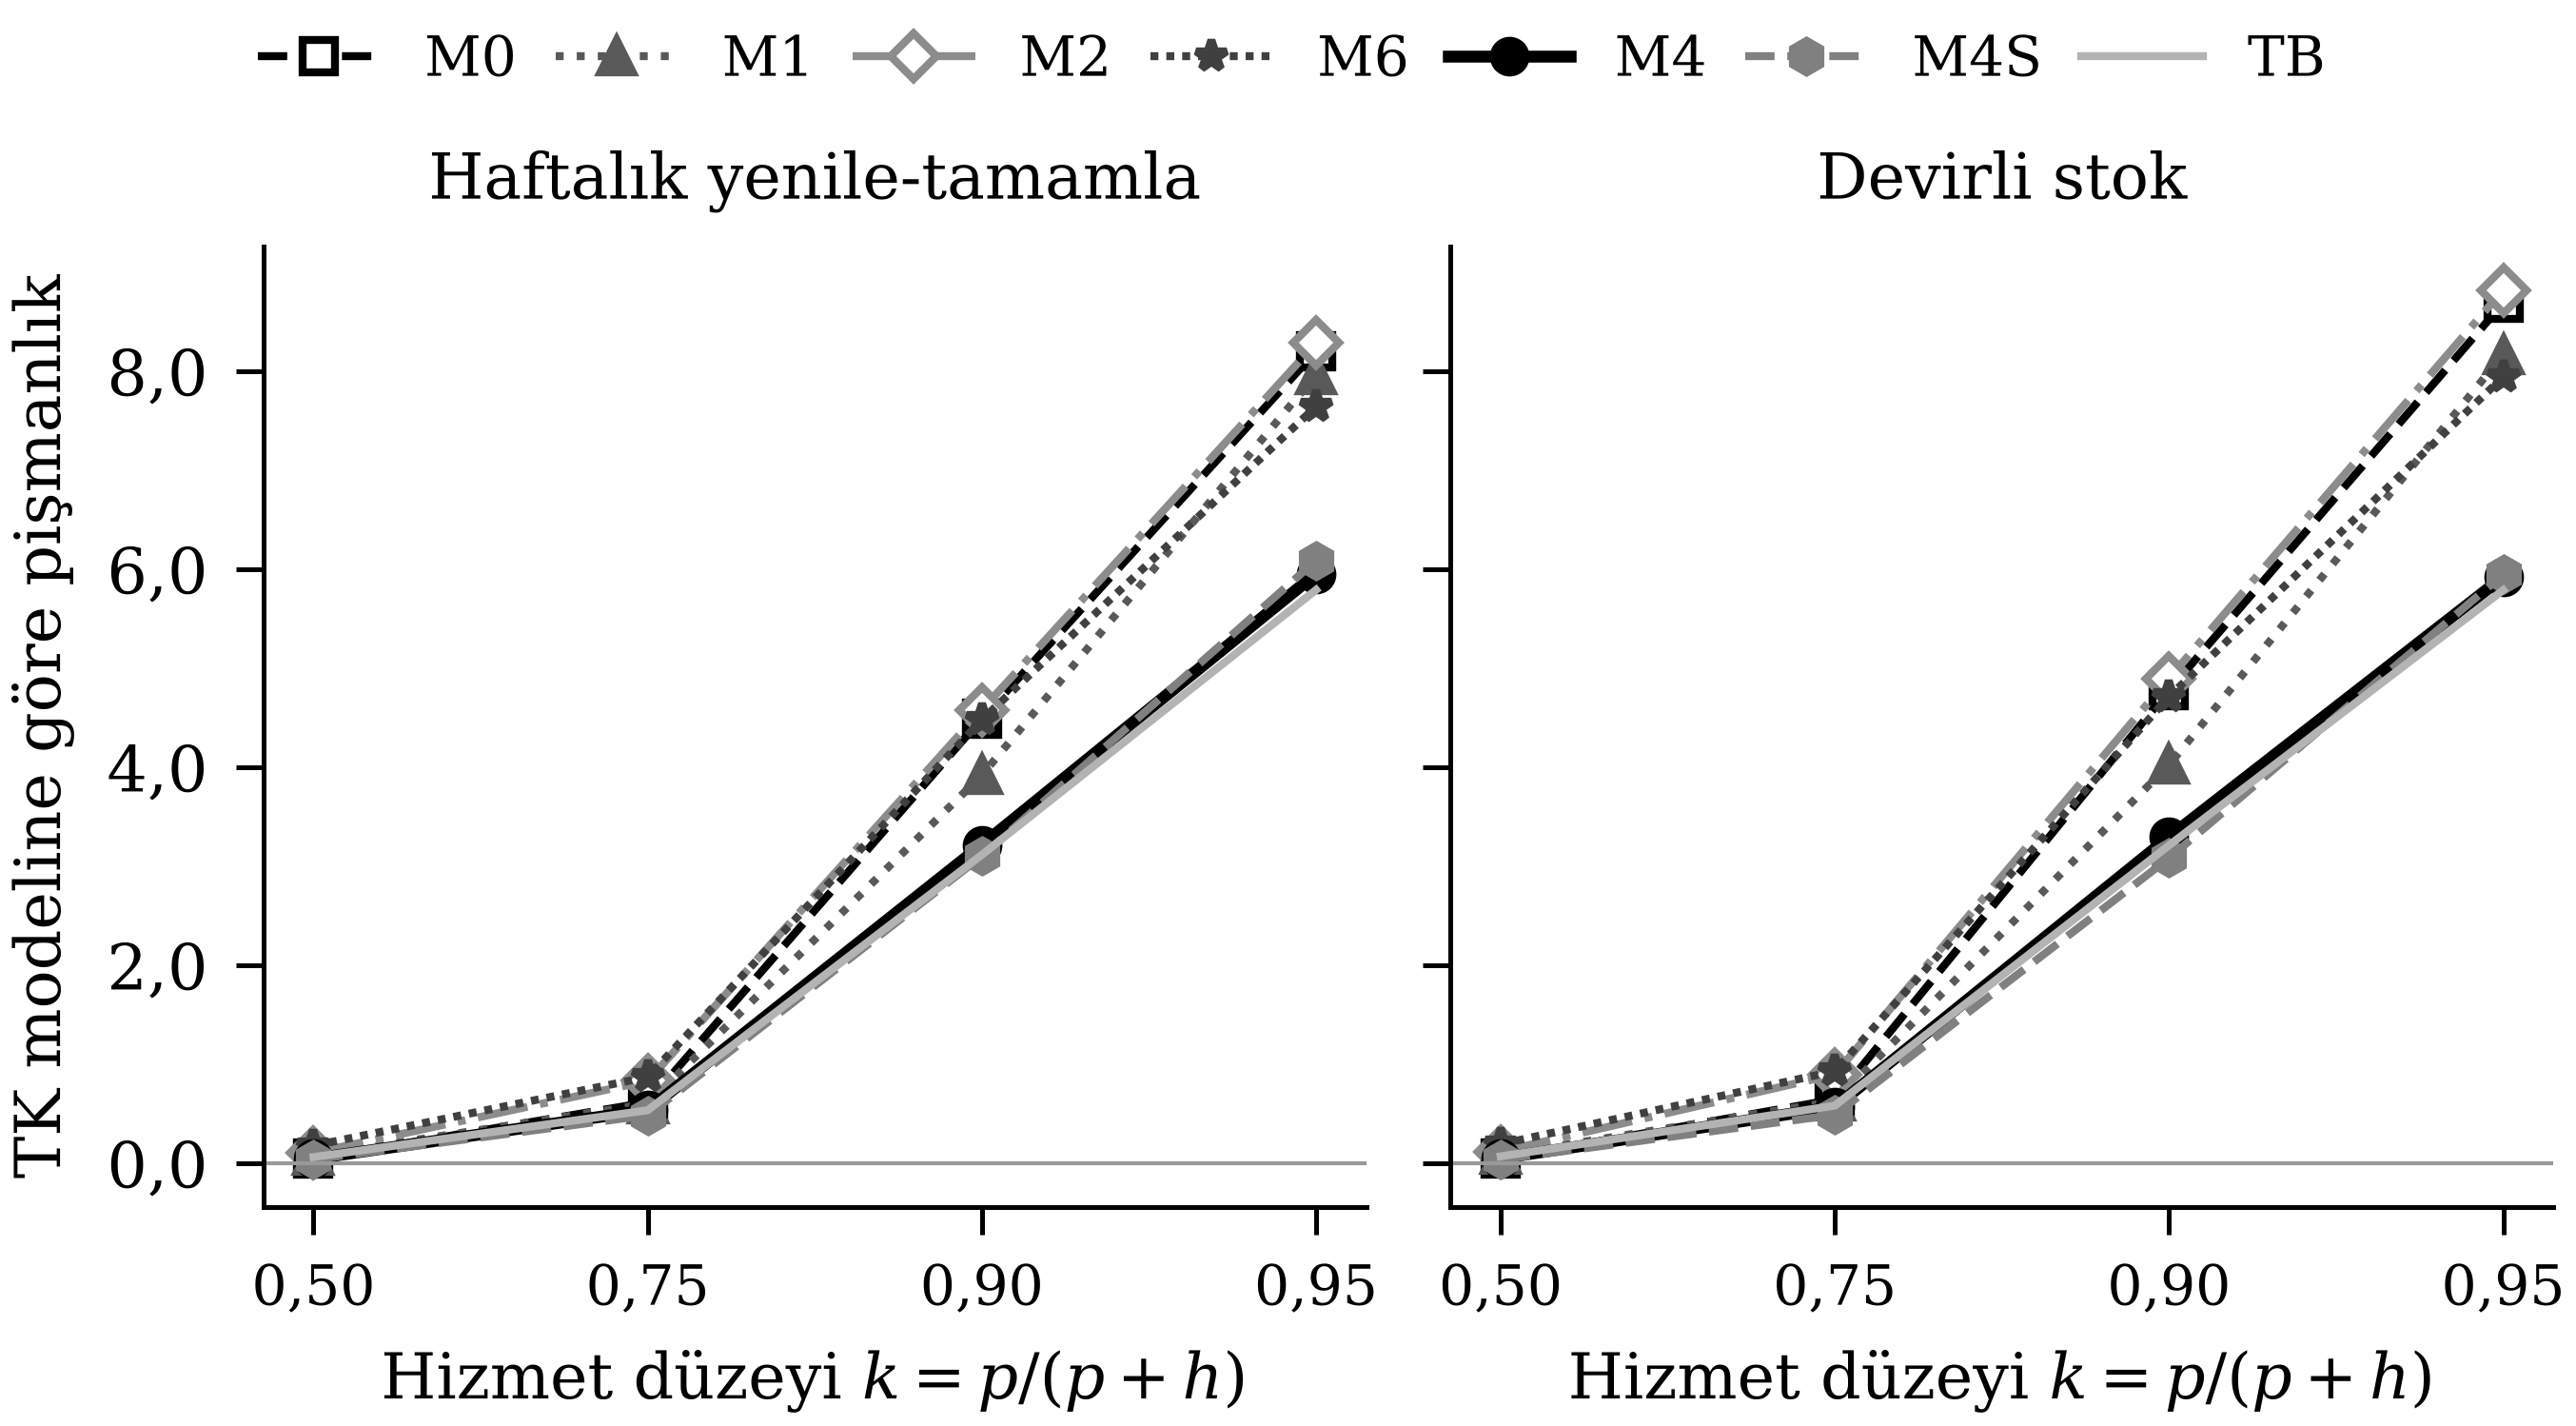 M0 M1 M2 M6 M4 M4S TB
Haftalık yenile-tamamla
Devirli stok
TK modeline göre pişmanlık
8,0
6,0
4,0
2,0
0,0
0,50 0,75 0,90 0,95
0,50 0,75 0,90 0,95
Hizmet düzeyi k = p/(p + h)
Hizmet düzeyi k = p/(p + h)